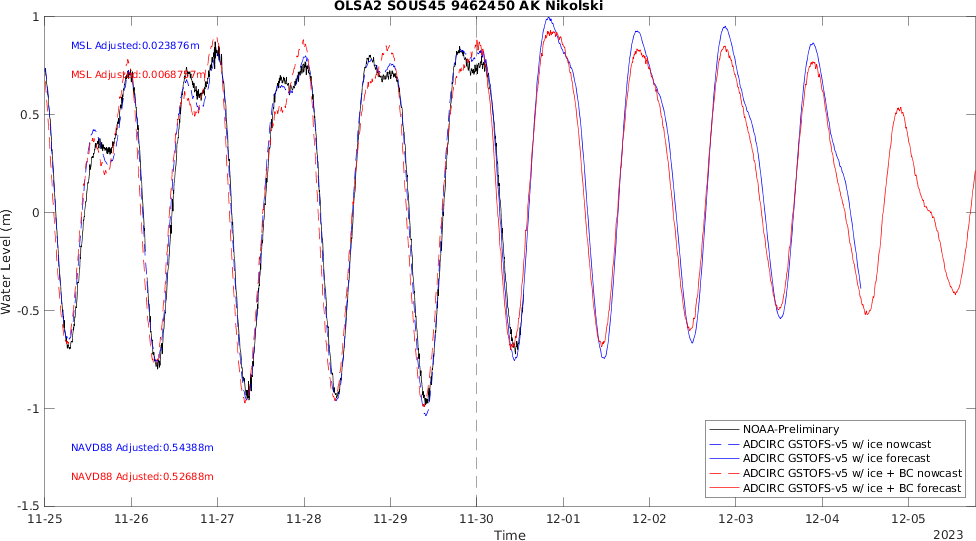 OLSA2 SOUS45 9462450 AK Nikolski
MSL Adjusted:0.023876m
MSL Adjusted:0.0068
NAVD88 Adjusted:0.54388m
NAVD88 Adjusted:0.52688m
Water Level (m)
1
0.5
0
-0.5
-1
-1.5
NOAA-Preliminary
ADCIRC GSTOFS-v5 w/ ice nowcast
ADCIRC GSTOFS-v5 w/ ice forecast
ADCIRC GSTOFS-v5 w/ ice + BC nowcast
ADCIRC GSTOFS-v5 w/ ice + BC forecast
11-25 11-26 11-27 11-28 11-29 11-30 12-01 12-02 12-03 12-04 12-05
Time
2023